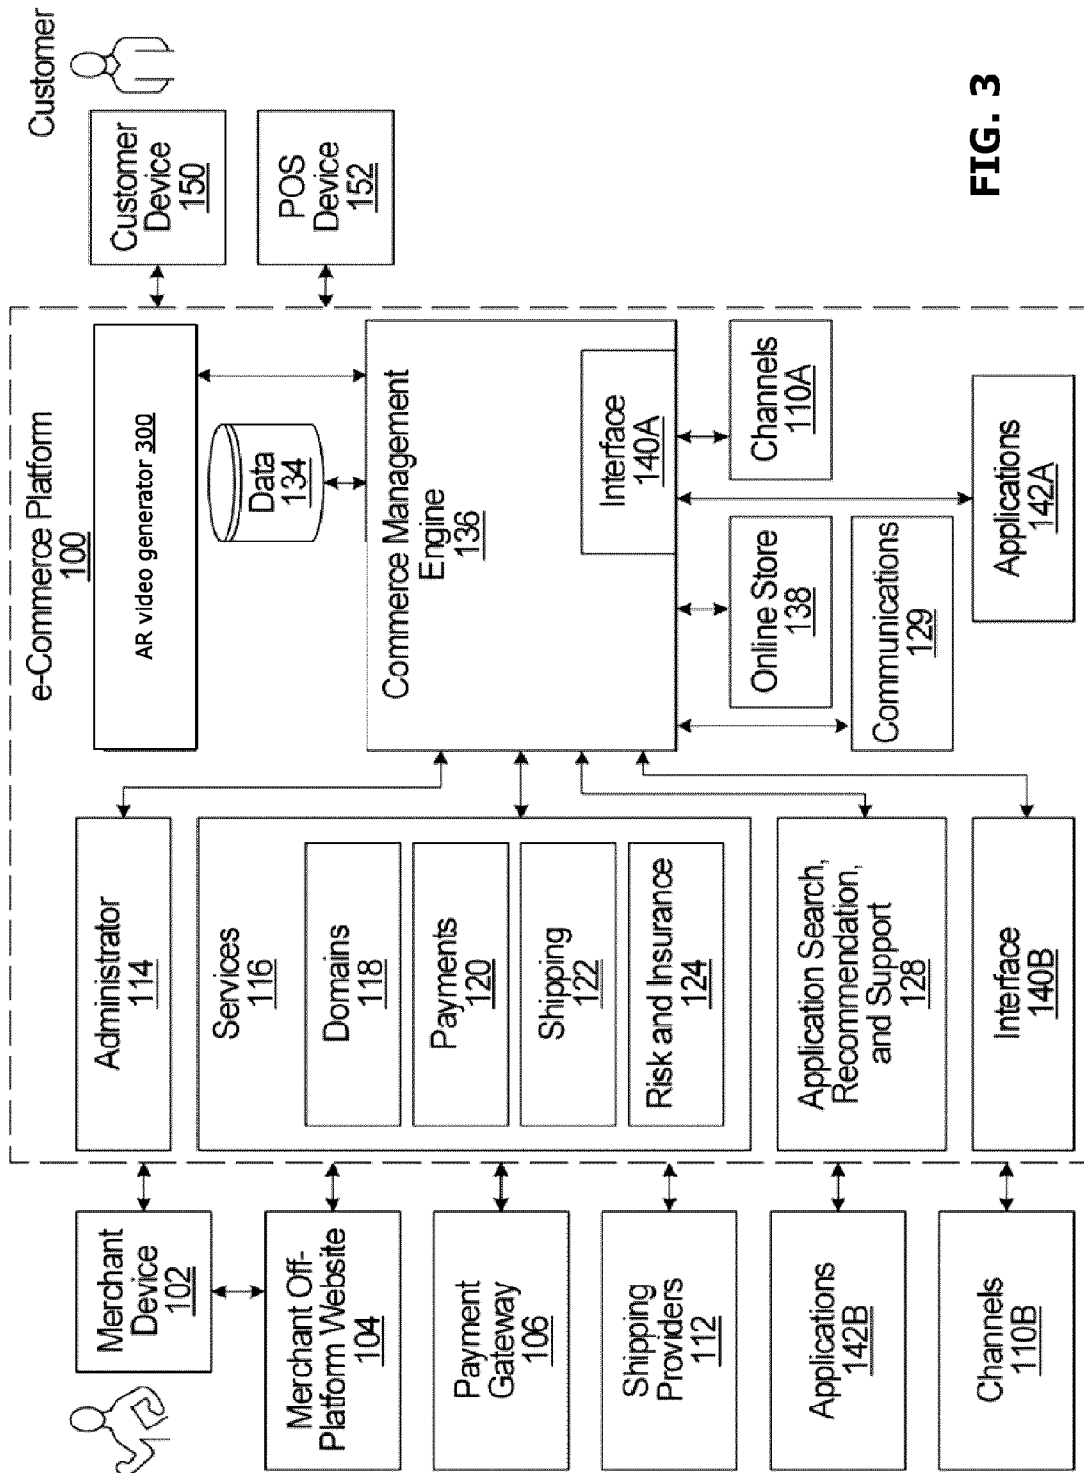 Customer
e-Commerce Platform
100
Merchant
Device
102
Administrator
114
AR video generator 300
Customer
Device
150
Merchant Off-
Platform Website
104
Services
116
Domains
118
Payments
120
Shipping
122
Risk and Insurance
124
Data
134
POS
Device
152
Commerce Management
Engine
136
Interface
140A
Payment
Gateway
106
Shipping
Providers
112
Online Store
138
Channels
110A
Applications
142B
Application Search,
Recommendation,
and Support
128
Communications
129
Channels
110B
Interface
140B
Applications
142A
FIG. 3